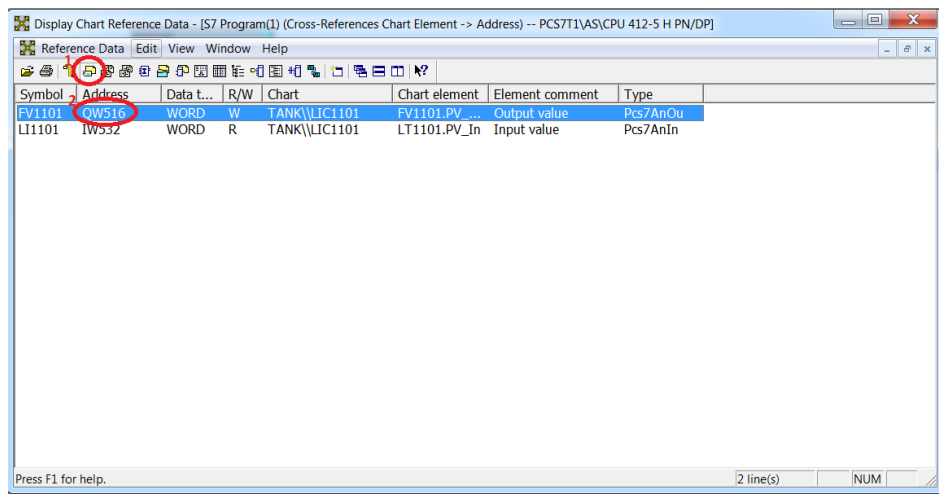 Display Chart Reference Data - [S7 Program(1) (Cross-References Chart Element -> Address) -- PCS7T1\AS\CPU 412-5 H PN/DP]
Reference Data Edit View Window Help
1
2
Symbol Address Data t... R/W Chart Chart element Element comment Type
FV1101 QW516 WORD W TANK\\LIC1101 FV1101.PV_... Output value Pcs7AnOu
LI1101 IW532 WORD R TANK\\LIC1101 LT1101.PV_In Input value Pcs7AnIn
Press F1 for help. 2 line(s) NUM